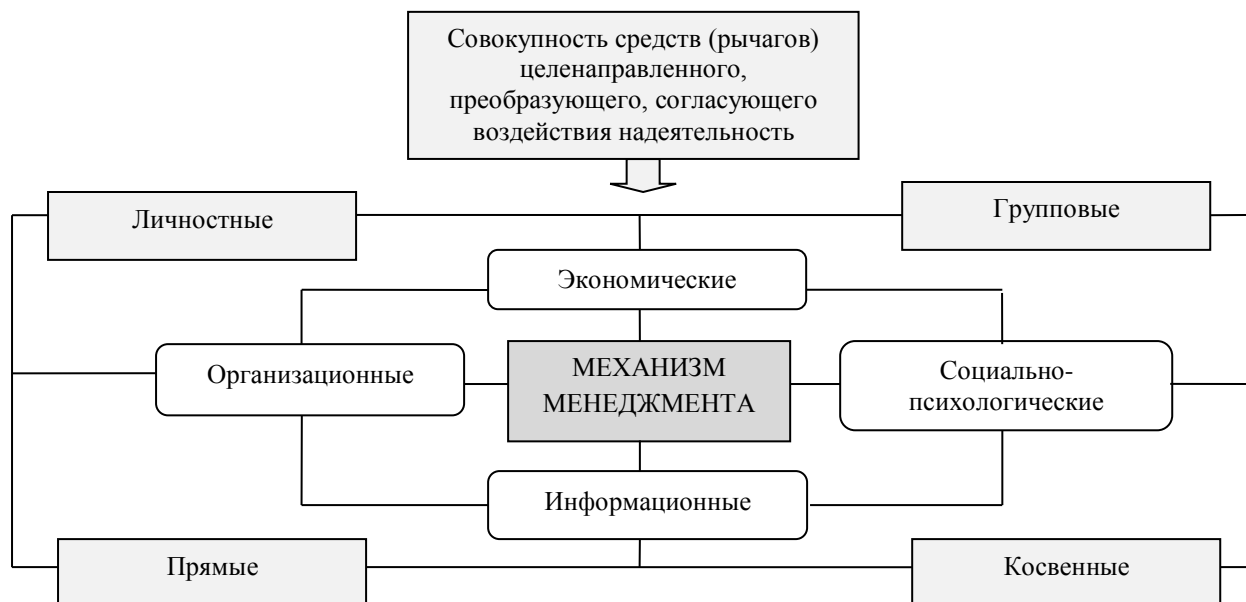 Совокупность средств (рычагов)
целенаправленного,
преобразующего, согласующего
воздействия надеятельность
Личностные
Групповые
Экономические
Организационные
МЕХАНИЗМ
МЕНЕДЖМЕНТА
Социально-
психологические
Информационные
Прямые
Косвенные